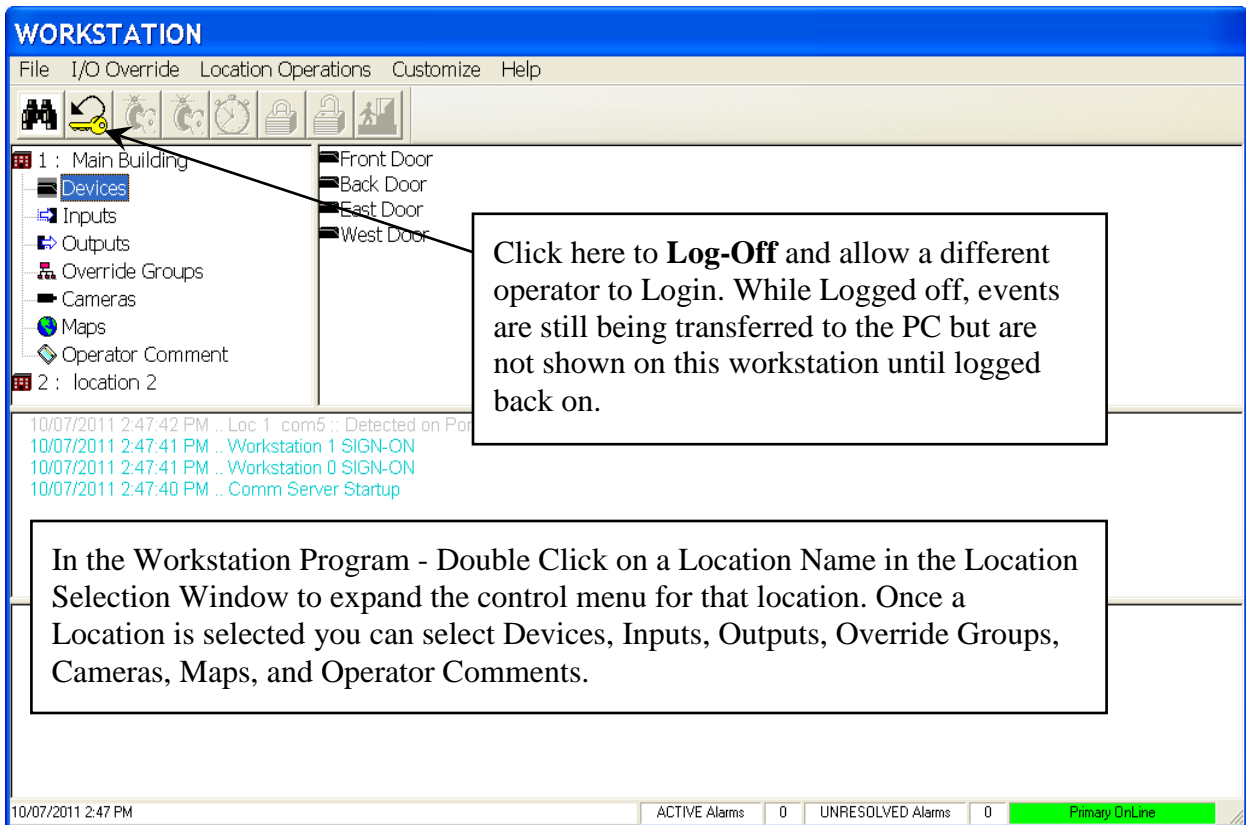 WORKSTATION
File I/O Override Location Operations Customize Help
1 : Main Building
Devices
Inputs
Outputs
Override Groups
Cameras
Maps
Operator Comment
2 : location 2
Front Door
Back Door
East Door
West Door
Click here to Log-Off and allow a different
operator to Login. While Logged off, events
are still being transferred to the PC but are
not shown on this workstation until logged
back on.
10/07/2011 2:47:42 PM .. Loc 1 com5 :: Detected on Por
10/07/2011 2:47:41 PM .. Workstation 1 SIGN-ON
10/07/2011 2:47:41 PM .. Workstation 0 SIGN-ON
10/07/2011 2:47:40 PM .. Comm Server Startup
In the Workstation Program - Double Click on a Location Name in the Location
Selection Window to expand the control menu for that location. Once a
Location is selected you can select Devices, Inputs, Outputs, Override Groups,
Cameras, Maps, and Operator Comments.
10/07/2011 2:47 PM ACTIVE Alarms 0 UNRESOLVED Alarms 0 Primary OnLine